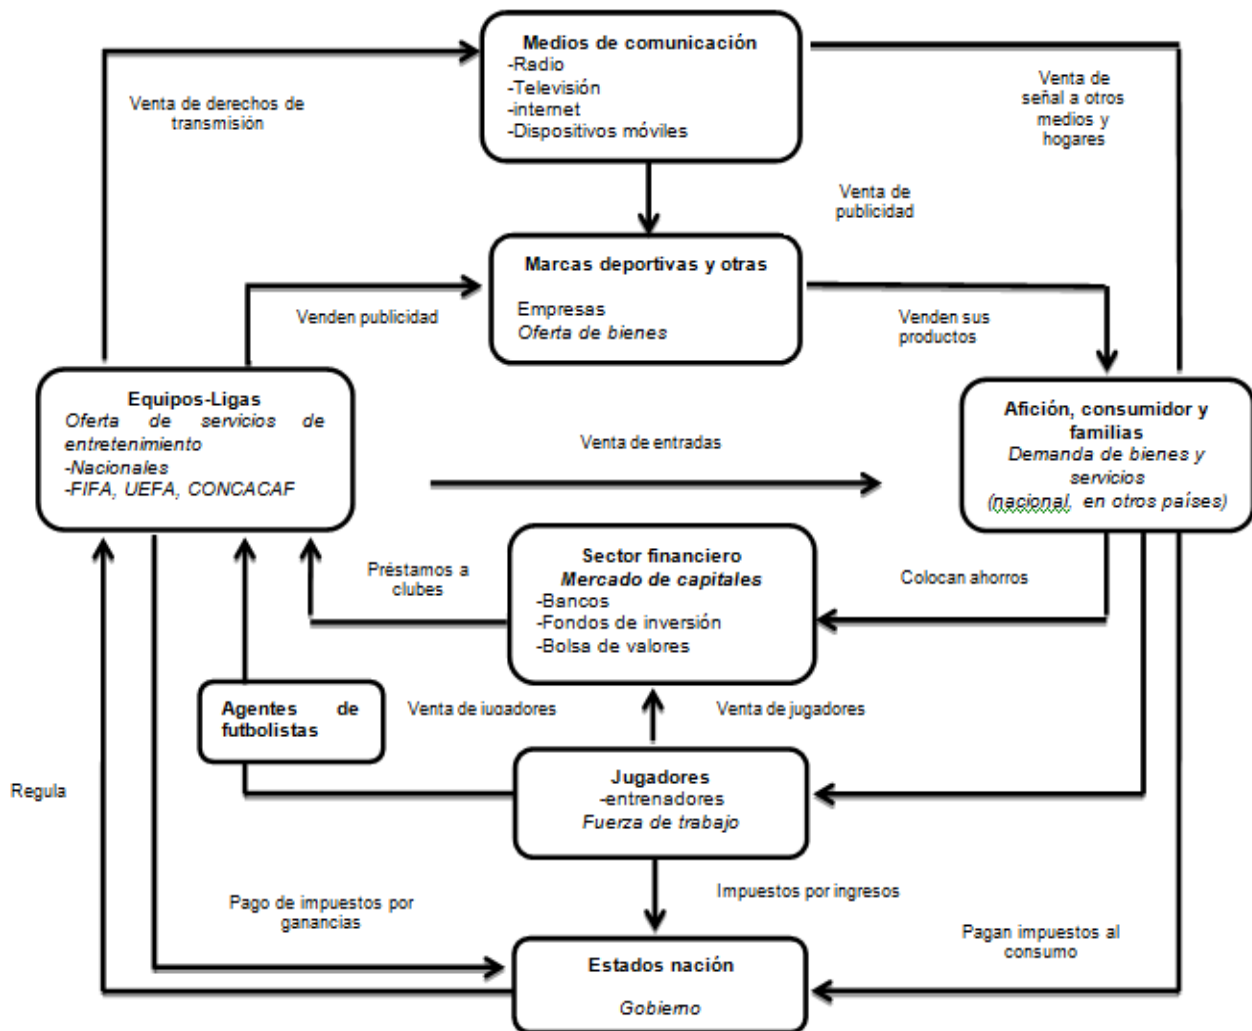 Medios de comunicación
-Radio
-Televisión
-internet
-Dispositivos móviles
Venta de derechos de
transmisión
Venta de
señal a otros
medios y
hogares
Venta de
publicidad
Marcas deportivas y otras
Empresas
Oferta de bienes
Venden publicidad
Venden sus
productos
Equipos-Ligas
Oferta de servicios de
entretenimiento
-Nacionales
-FIFA, UEFA, CONCACAF
Venta de entradas
Afición, consumidor y
familias
Demanda de bienes y
servicios
(nacional, en otros países)
Sector financiero
Mercado de capitales
-Bancos
-Fondos de inversión
-Bolsa de valores
Préstamos a
clubes
Colocan ahorros
Agentes de
futbolistas
Venta de jugadores
Venta de jugadores
Jugadores
-entrenadores
Fuerza de trabajo
Regula
Impuestos por ingresos
Pago de impuestos por
ganancias
Pagan impuestos al
consumo
Estados nación
Gobierno